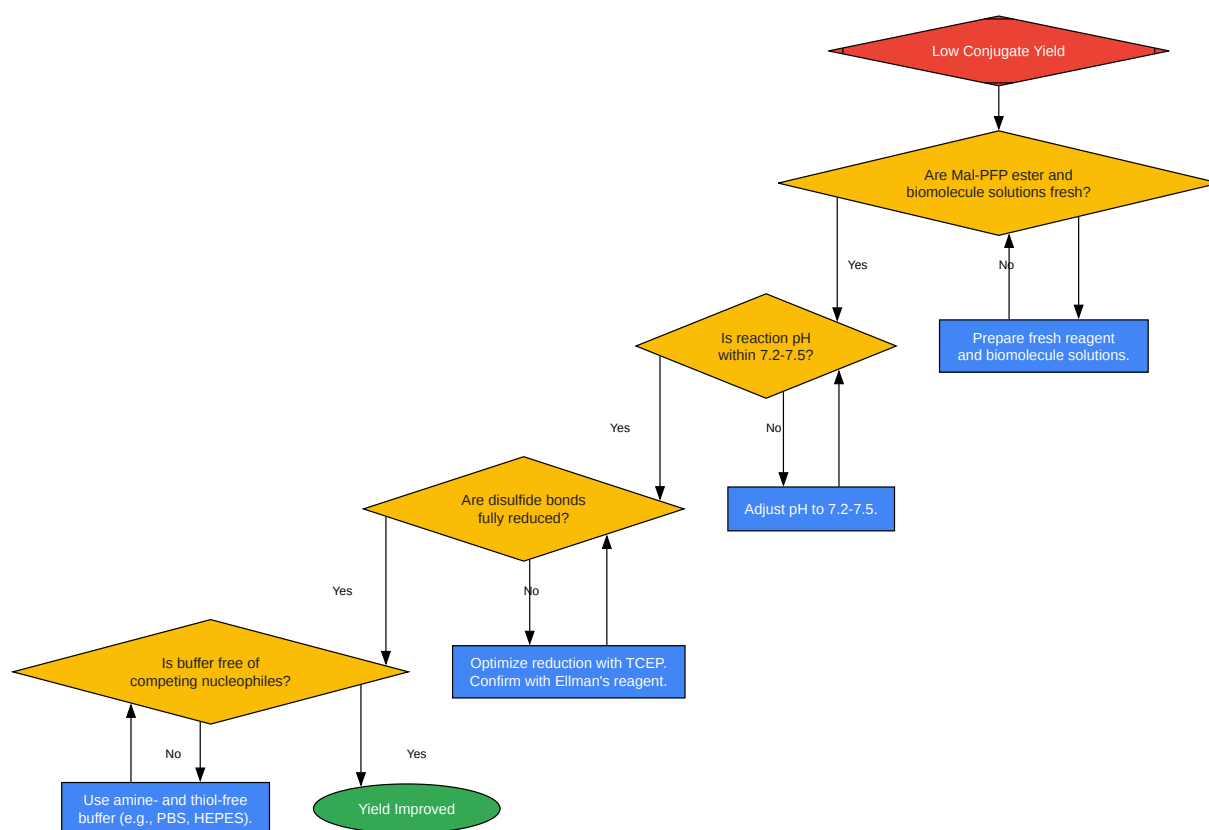 Low Conjugate Yield
Are Mal-PFP ester and
biomolecule solutions fresh?
Yes
No
Is reaction pH
within 7.2-7.5?
Prepare fresh reagent
and biomolecule solutions.
Yes
No
Are disulfide bonds
fully reduced?
Adjust pH to 7.2-7.5.
Yes
No
Is buffer free of
competing nucleophiles?
Optimize reduction with TCEP.
Confirm with Ellman's reagent.
No
Yes
Use amine- and thiol-free
buffer (e.g., PBS, HEPES).
Yield Improved